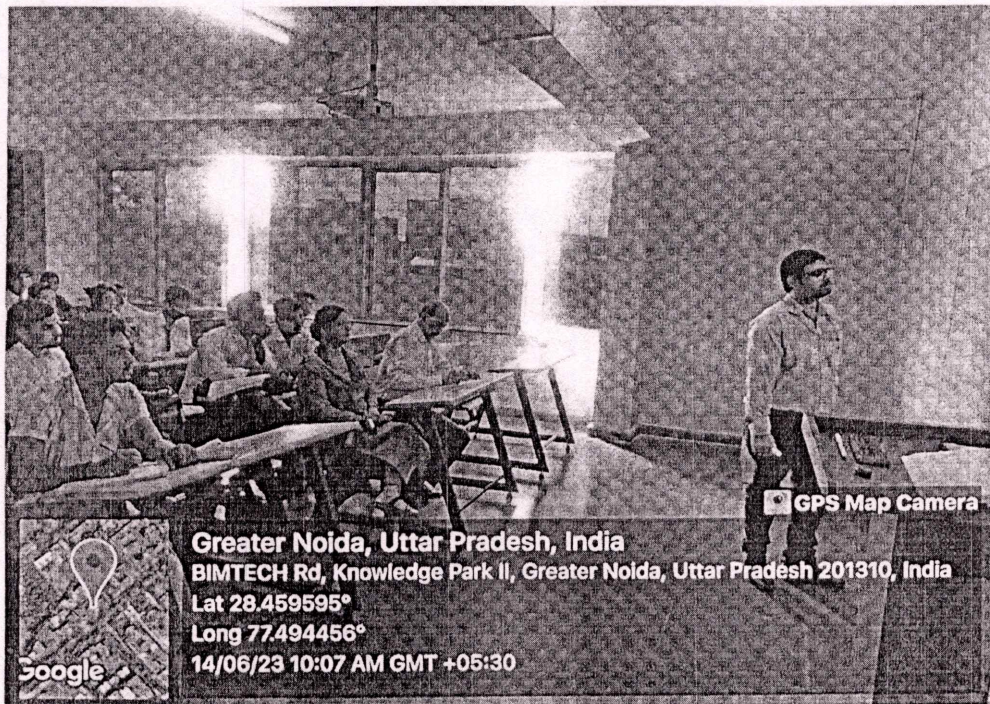 GPS Map Camera
Greater Noida, Uttar Pradesh, India
BIMTECH Rd, Knowledge Park II, Greater Noida, Uttar Pradesh 201310, India
Lat 28.459595°
Long 77.494456°
14/06/23 10:07 AM GMT +05:30
Google